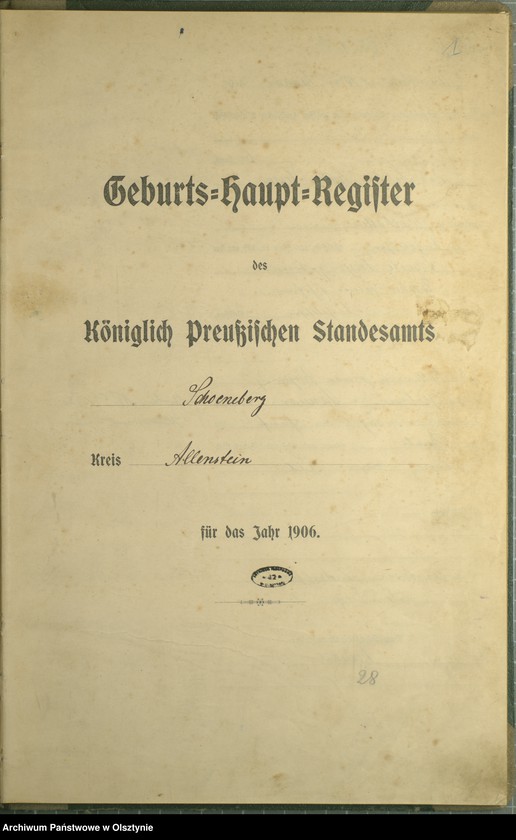 1
Geburts=Haupt=Register
des
Königlich Preußischen Standesamts
Schoeneberg
Kreis Allenstein
für das Jahr 1906.
42
28
Archiwum Państwowe w Olsztynie